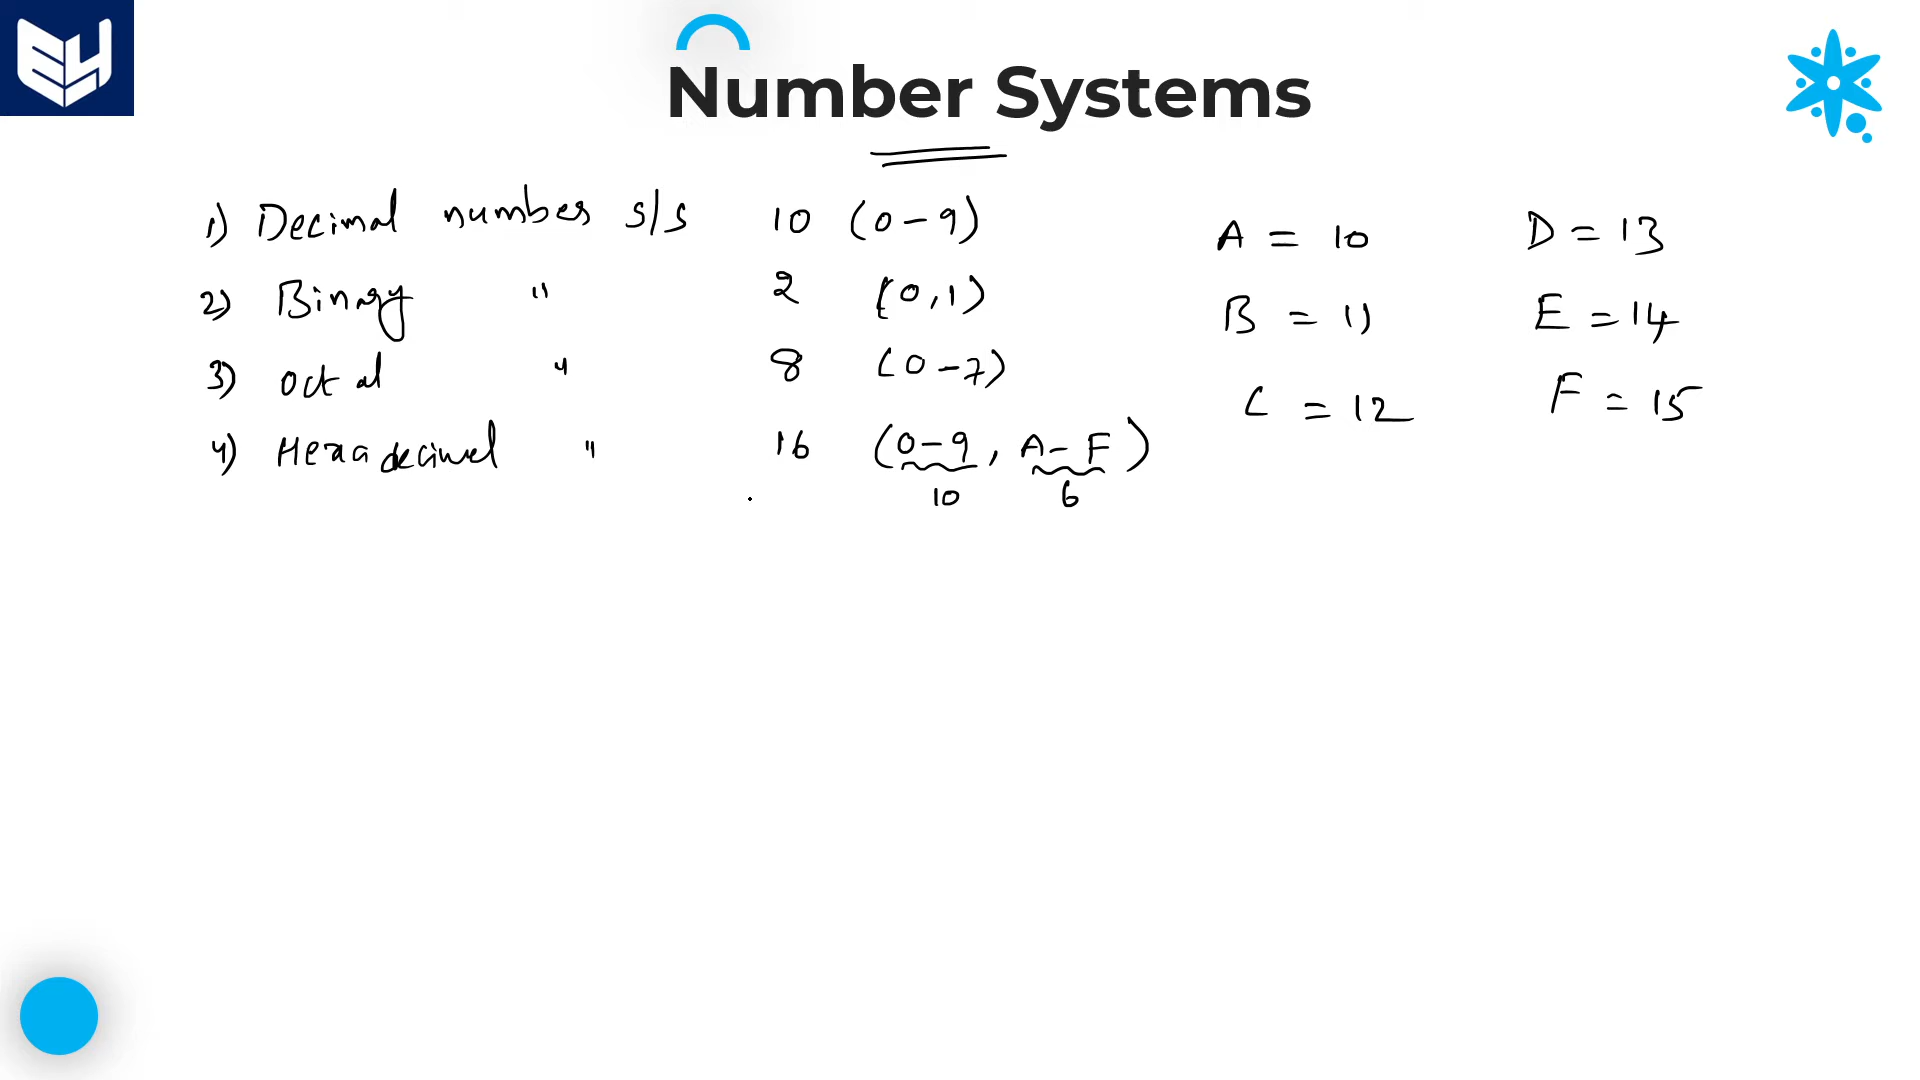 Number Systems
1) Decimal number s/s 10 (0-9)
2) Binary " 2 (0,1)
3) octal " 8 (0-7)
4) Hexadecimal " 16 (0-9, A-F)
10 6
A = 10 D = 13
B = 11 E = 14
C = 12 F = 15